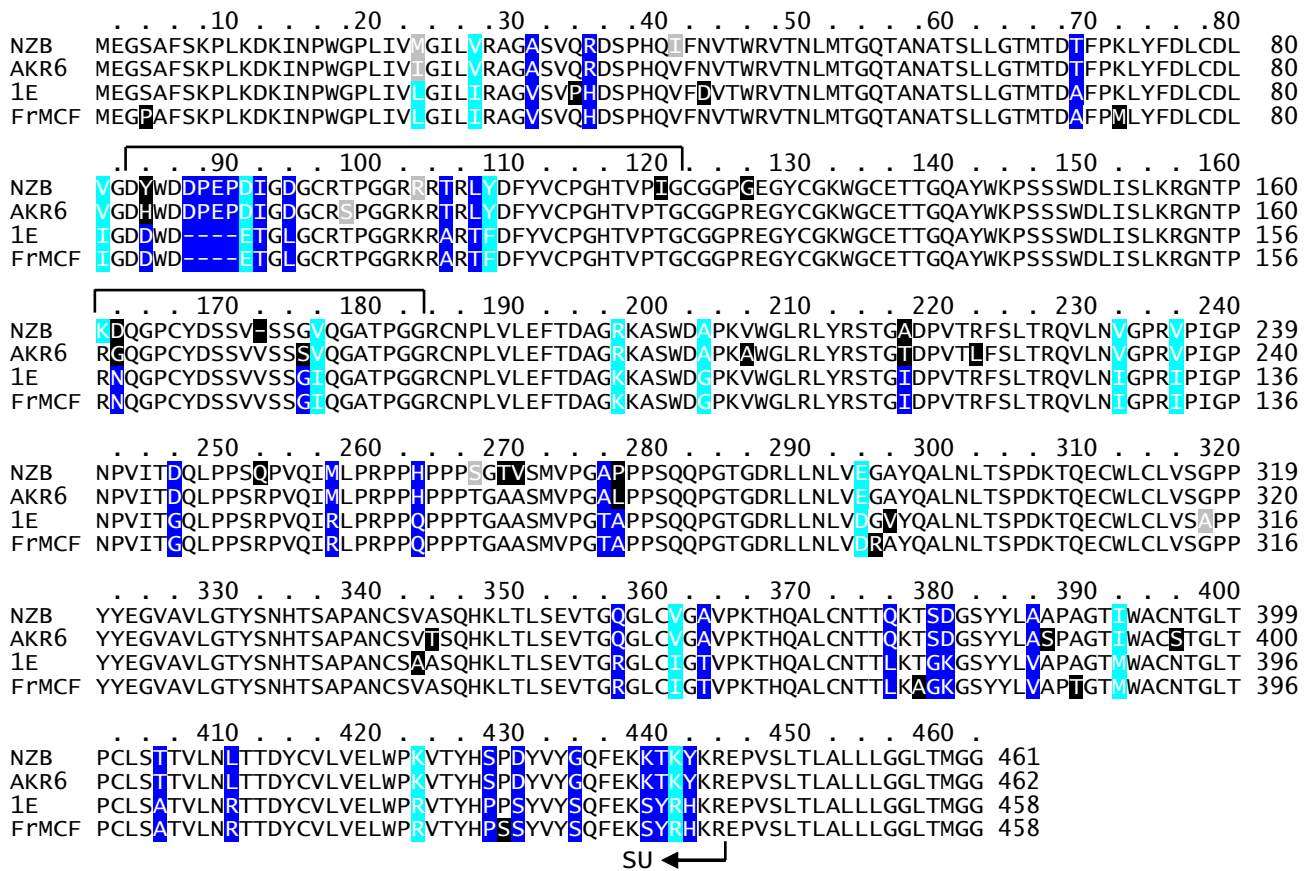 . . . .10 . . . .20 . . . .30 . . . .40 . . . .50 . . . .60 . . . .70 . . . .80
NZB MEGSAFSKPLKDKINPWGPLIVMGILVRAGASVQRDSPHQIFNVTWRVTNLMTGQTANATSLLGTMTDTFPKLYFDLCDL 80
AKR6 MEGSAFSKPLKDKINPWGPLIVIGILVRAGASVQRDSPHQVFNVTWRVTNLMTGQTANATSLLGTMTDTFPKLYFDLCDL 80
1E MEGSAFSKPLKDKINPWGPLIVLGILIRAGVSVPHDSPHQVFDVTWRVTNLMTGQTANATSLLGTMTDAFPKLYFDLCDL 80
FrMCF MEGPAFSKPLKDKINPWGPLIVLGILIRAGVSVQHDSPHQVFNVTWRVTNLMTGQTANATSLLGTMTDAFPMLYFDLCDL 80
. . . .90 . . . .100 . . . .110 . . . .120 . . . .130 . . . .140 . . . .150 . . . .160
NZB VGDYWDDPEPDIGDGCRTPGGRRRTRLYDFYVCPGHTVPIGCGGPGEGYCGKWGCETTGQAYWKPSSSWDLISLKRGNTP 160
AKR6 VGDHWDDPEPDIGDGCRSPGGRKRTRLYDFYVCPGHTVPTGCGGPREGYCGKWGCETTGQAYWKPSSSWDLISLKRGNTP 160
1E IGDDWD----ETGLGCRTPGGRKRARTFDFYVCPGHTVPTGCGGPREGYCGKWGCETTGQAYWKPSSSWDLISLKRGNTP 156
FrMCF IGDDWD----ETGLGCRTPGGRKRARTFDFYVCPGHTVPTGCGGPREGYCGKWGCETTGQAYWKPSSSWDLISLKRGNTP 156
. . . .170 . . . .180 . . . .190 . . . .200 . . . .210 . . . .220 . . . .230 . . . .240
NZB KDQGPCYDSSV-SSGVQGATPGGRCNPLVLEFTDAGRKASWDAPKVWGLRLYRSTGADPVTRFSLTRQVLNVGPRVPIGP 239
AKR6 RGQGPCYDSSVVSSSVQGATPGGRCNPLVLEFTDAGRKASWDAPKAWGLRLYRSTGTDPVTLFSLTRQVLNVGPRVPIGP 240
1E RNQGPCYDSSVVSSGIQGATPGGRCNPLVLEFTDAGKKASWDGPKVWGLRLYRSTGIDPVTRFSLTRQVLNIGPRIPIGP 136
FrMCF RNQGPCYDSSVVSSGIQGATPGGRCNPLVLEFTDAGKKASWDGPKVWGLRLYRSTGIDPVTRFSLTRQVLNIGPRIPIGP 136
. . . .250 . . . .260 . . . .270 . . . .280 . . . .290 . . . .300 . . . .310 . . . .320
NZB NPVITDQLPPSQPVQIMLPRPPHPPPSGTVSMVPGAPPPSQQPGTGDRLLNLVEGAYQALNLTSPDKTQECWLCLVSGPP 319
AKR6 NPVITDQLPPSRPVQIMLPRPPHPPPTGAASMVPGALPPSQQPGTGDRLLNLVEGAYQALNLTSPDKTQECWLCLVSGPP 320
1E NPVITGQLPPSRPVQIRLPRPPQPPPTGAASMVPGTAPPSQQPGTGDRLLNLVDGVYQALNLTSPDKTQECWLCLVSAPP 316
FrMCF NPVITGQLPPSRPVQIRLPRPPQPPPTGAASMVPGTAPPSQQPGTGDRLLNLVDRAYQALNLTSPDKTQECWLCLVSGPP 316
. . . .330 . . . .340 . . . .350 . . . .360 . . . .370 . . . .380 . . . .390 . . . .400
NZB YYEGVAVLGTYSNHTSAPANCSVASQHKLTLSEVTGQGLCVGAVPKTHQALCNTTQKTSDGSYYLAAPAGTIWACNTGLT 399
AKR6 YYEGVAVLGTYSNHTSAPANCSVTSQHKLTLSEVTGQGLCVGAVPKTHQALCNTTQKTSDGSYYLASPAGTIWACSTGLT 400
1E YYEGVAVLGTYSNHTSAPANCSAASQHKLTLSEVTGRGLCIGTVPKTHQALCNTTLKTGKGSYYLVAPAGTMWACNTGLT 396
FrMCF YYEGVAVLGTYSNHTSAPANCSVASQHKLTLSEVTGRGLCIGTVPKTHQALCNTTLKAGKGSYYLVAPTGTMWACNTGLT 396
. . . .410 . . . .420 . . . .430 . . . .440 . . . .450 . . . .460 .
NZB PCLSTTVLNLTTDYCVLVELWPKVTYHSPDYVYGQFEKKTKYKREPVSLTLALLLGGLTMGG 461
AKR6 PCLSTTVLNLTTDYCVLVELWPKVTYHSPDYVYGQFEKKTKYKREPVSLTLALLLGGLTMGG 462
1E PCLSATVLNRTTDYCVLVELWPRVTYHPPSYVYSQFEKSYRHKREPVSLTLALLLGGLTMGG 458
FrMCF PCLSATVLNRTTDYCVLVELWPRVTYHPSSYVYSQFEKSYRHKREPVSLTLALLLGGLTMGG 458
SU